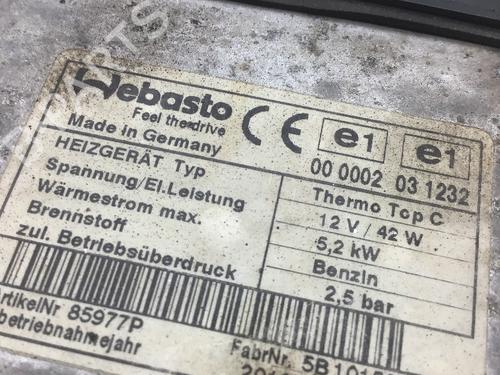 Webasto
Feel the drive
Made in Germany
CE e1 e1
00 0002 03 1232
HEIZGERÄT Typ Thermo Top C
Spannung/El.Leistung 12 V / 42 W
Wärmestrom max. 5,2 kW
Brennstoff Benzin
zul. Betriebsüberdruck 2,5 bar
ArtikelNr 85977P FabrNr. 5B101
betriebnahmejahr